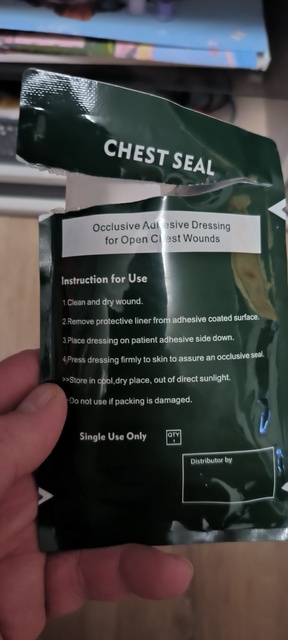 CHEST SEAL
Occlusive Adhesive Dressing
for Open Chest Wounds
Instruction for Use
1.Clean and dry wound.
2.Remove protective liner from adhesive coated surface.
3.Place dressing on patient adhesive side down.
4.Press dressing firmly to skin to assure an occlusive seal.
>>Store in cool,dry place, out of direct sunlight.
Do not use if packing is damaged.
Single Use Only
QTY
1
Distributor by